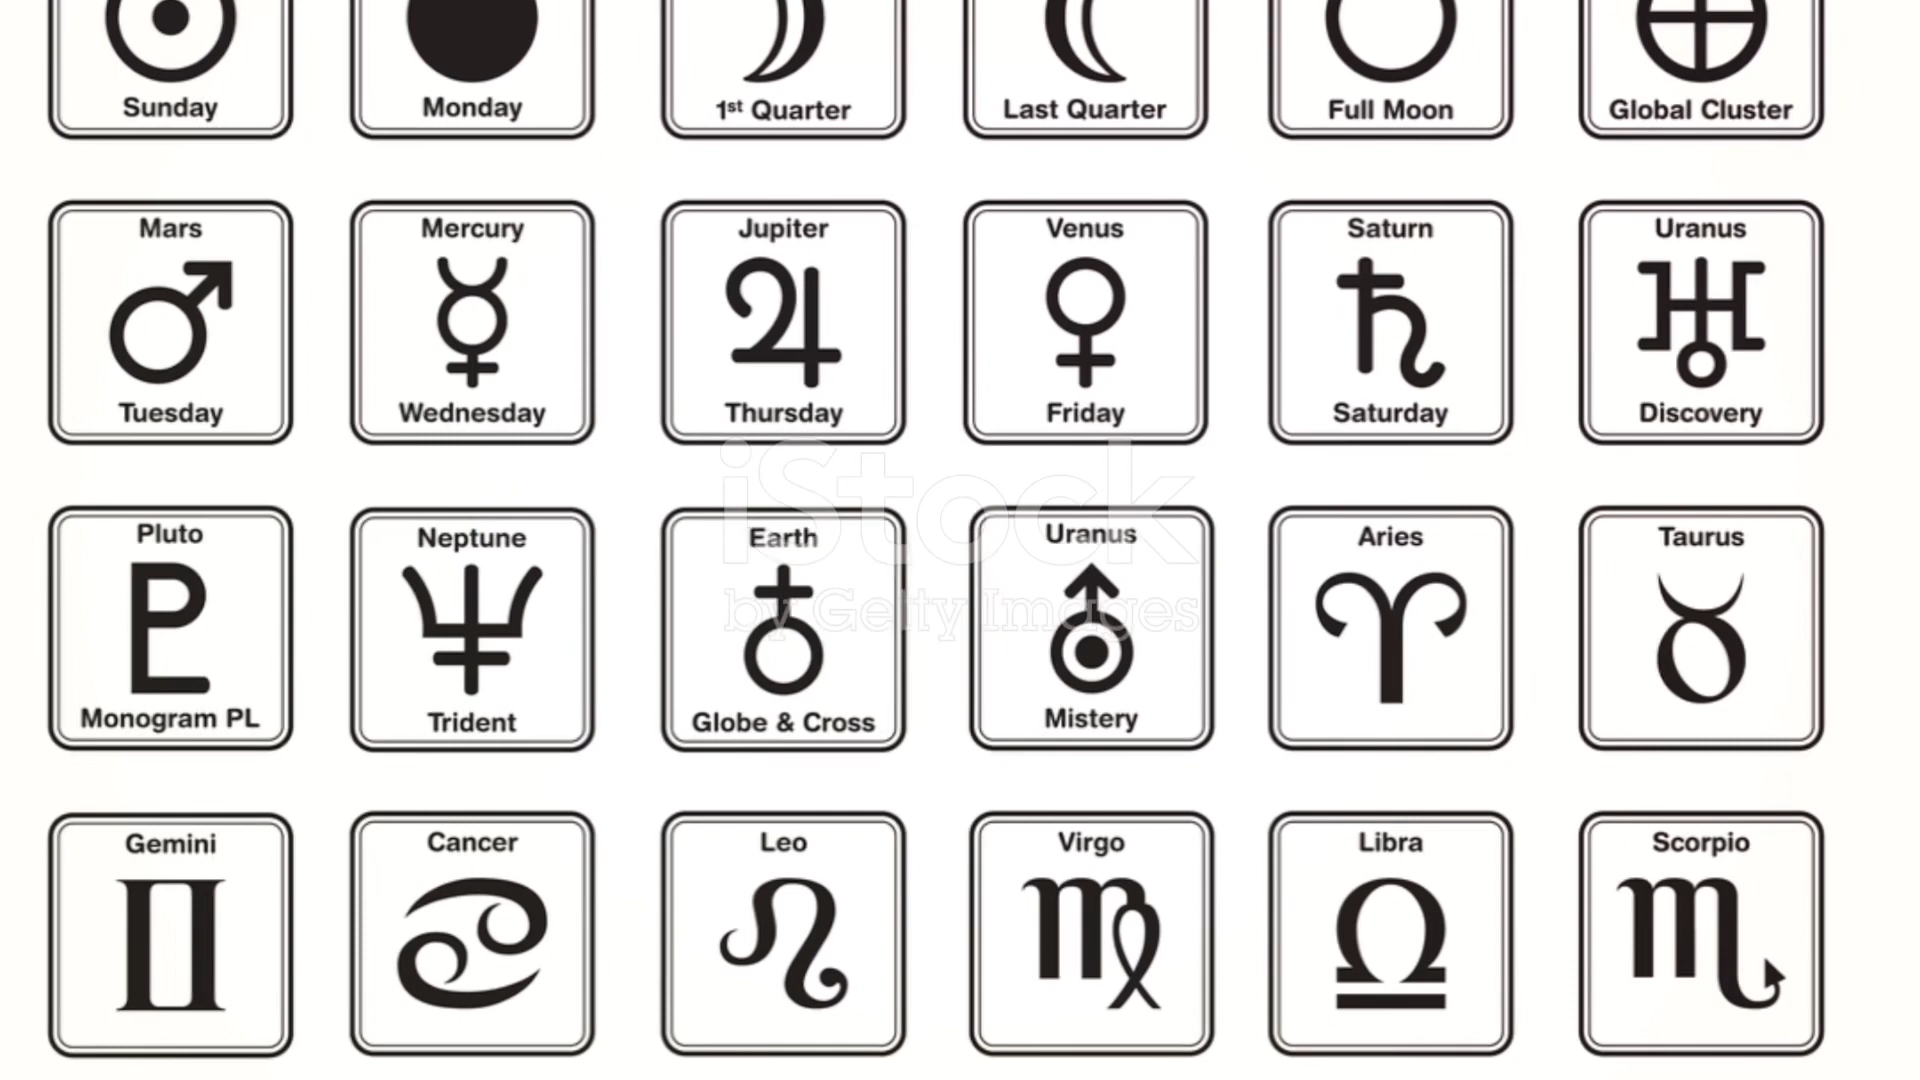 Sunday
Monday
1st Quarter
Last Quarter
Full Moon
Global Cluster
Mars
Mercury
Jupiter
Venus
Saturn
Uranus
Tuesday
Wednesday
Thursday
Friday
Saturday
Discovery
iStock
by Getty Images
Pluto
Neptune
Earth
Uranus
Aries
Taurus
Monogram PL
Trident
Globe & Cross
Mistery
Gemini
Cancer
Leo
Virgo
Libra
Scorpio